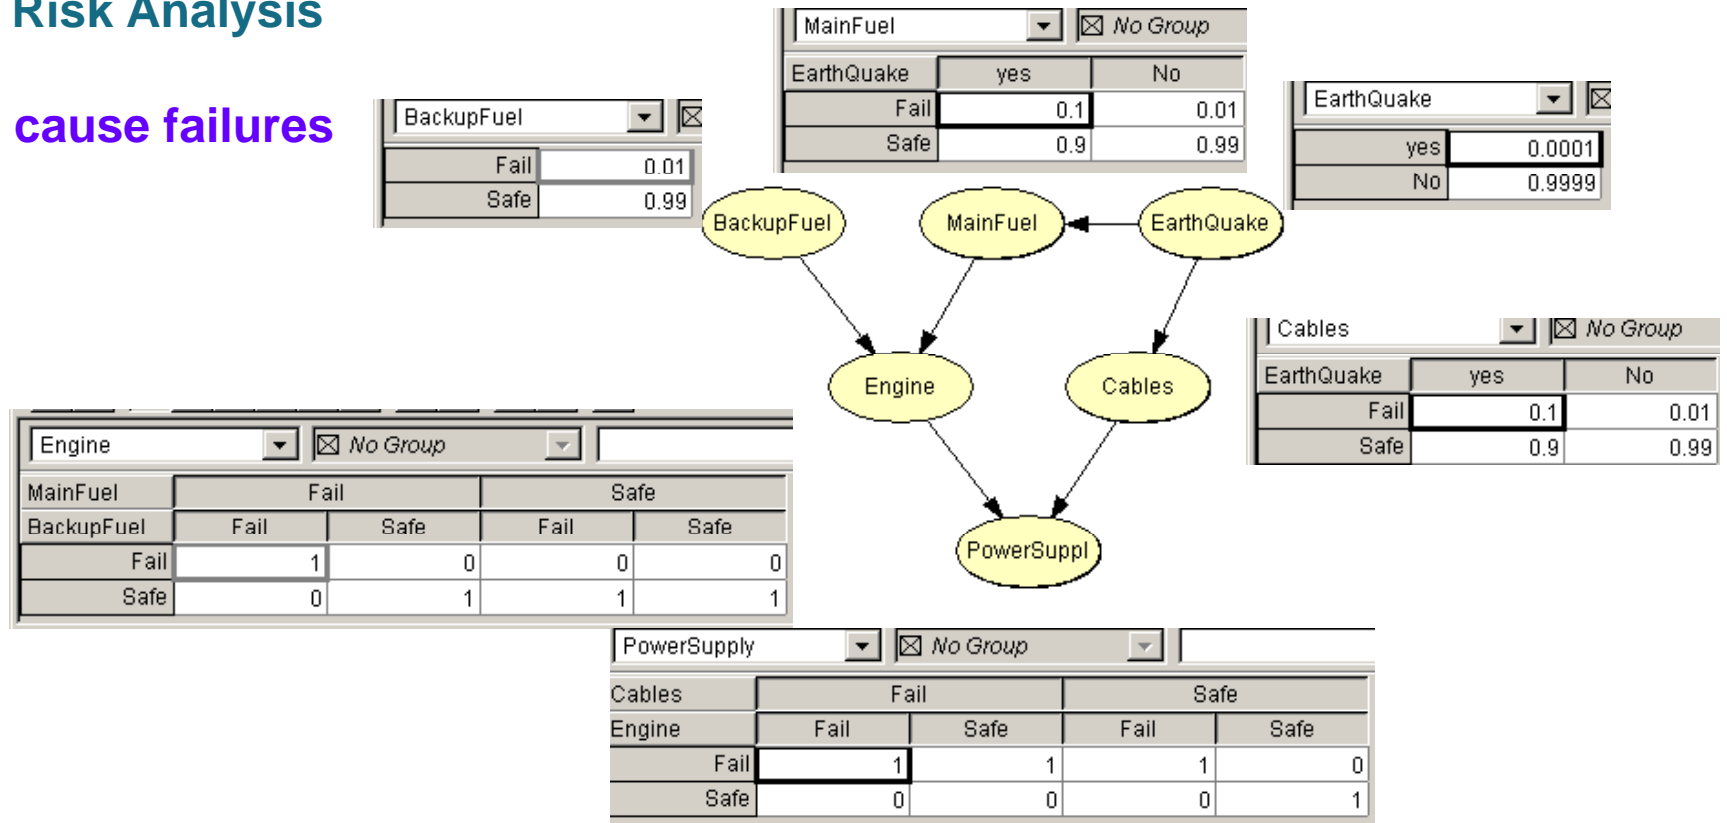 Risk Analysis
cause failures
MainFuel No Group
EarthQuake yes No
Fail 0.1 0.01
Safe 0.9 0.99
BackupFuel
Fail 0.01
Safe 0.99
EarthQuake
yes 0.0001
No 0.9999
BackupFuel MainFuel EarthQuake
Engine Cables
PowerSuppl
Cables No Group
EarthQuake yes No
Fail 0.1 0.01
Safe 0.9 0.99
Engine No Group
MainFuel Fail Safe
BackupFuel Fail Safe Fail Safe
Fail 1 0 0 0
Safe 0 1 1 1
PowerSupply No Group
Cables Fail Safe
Engine Fail Safe Fail Safe
Fail 1 1 1 0
Safe 0 0 0 1